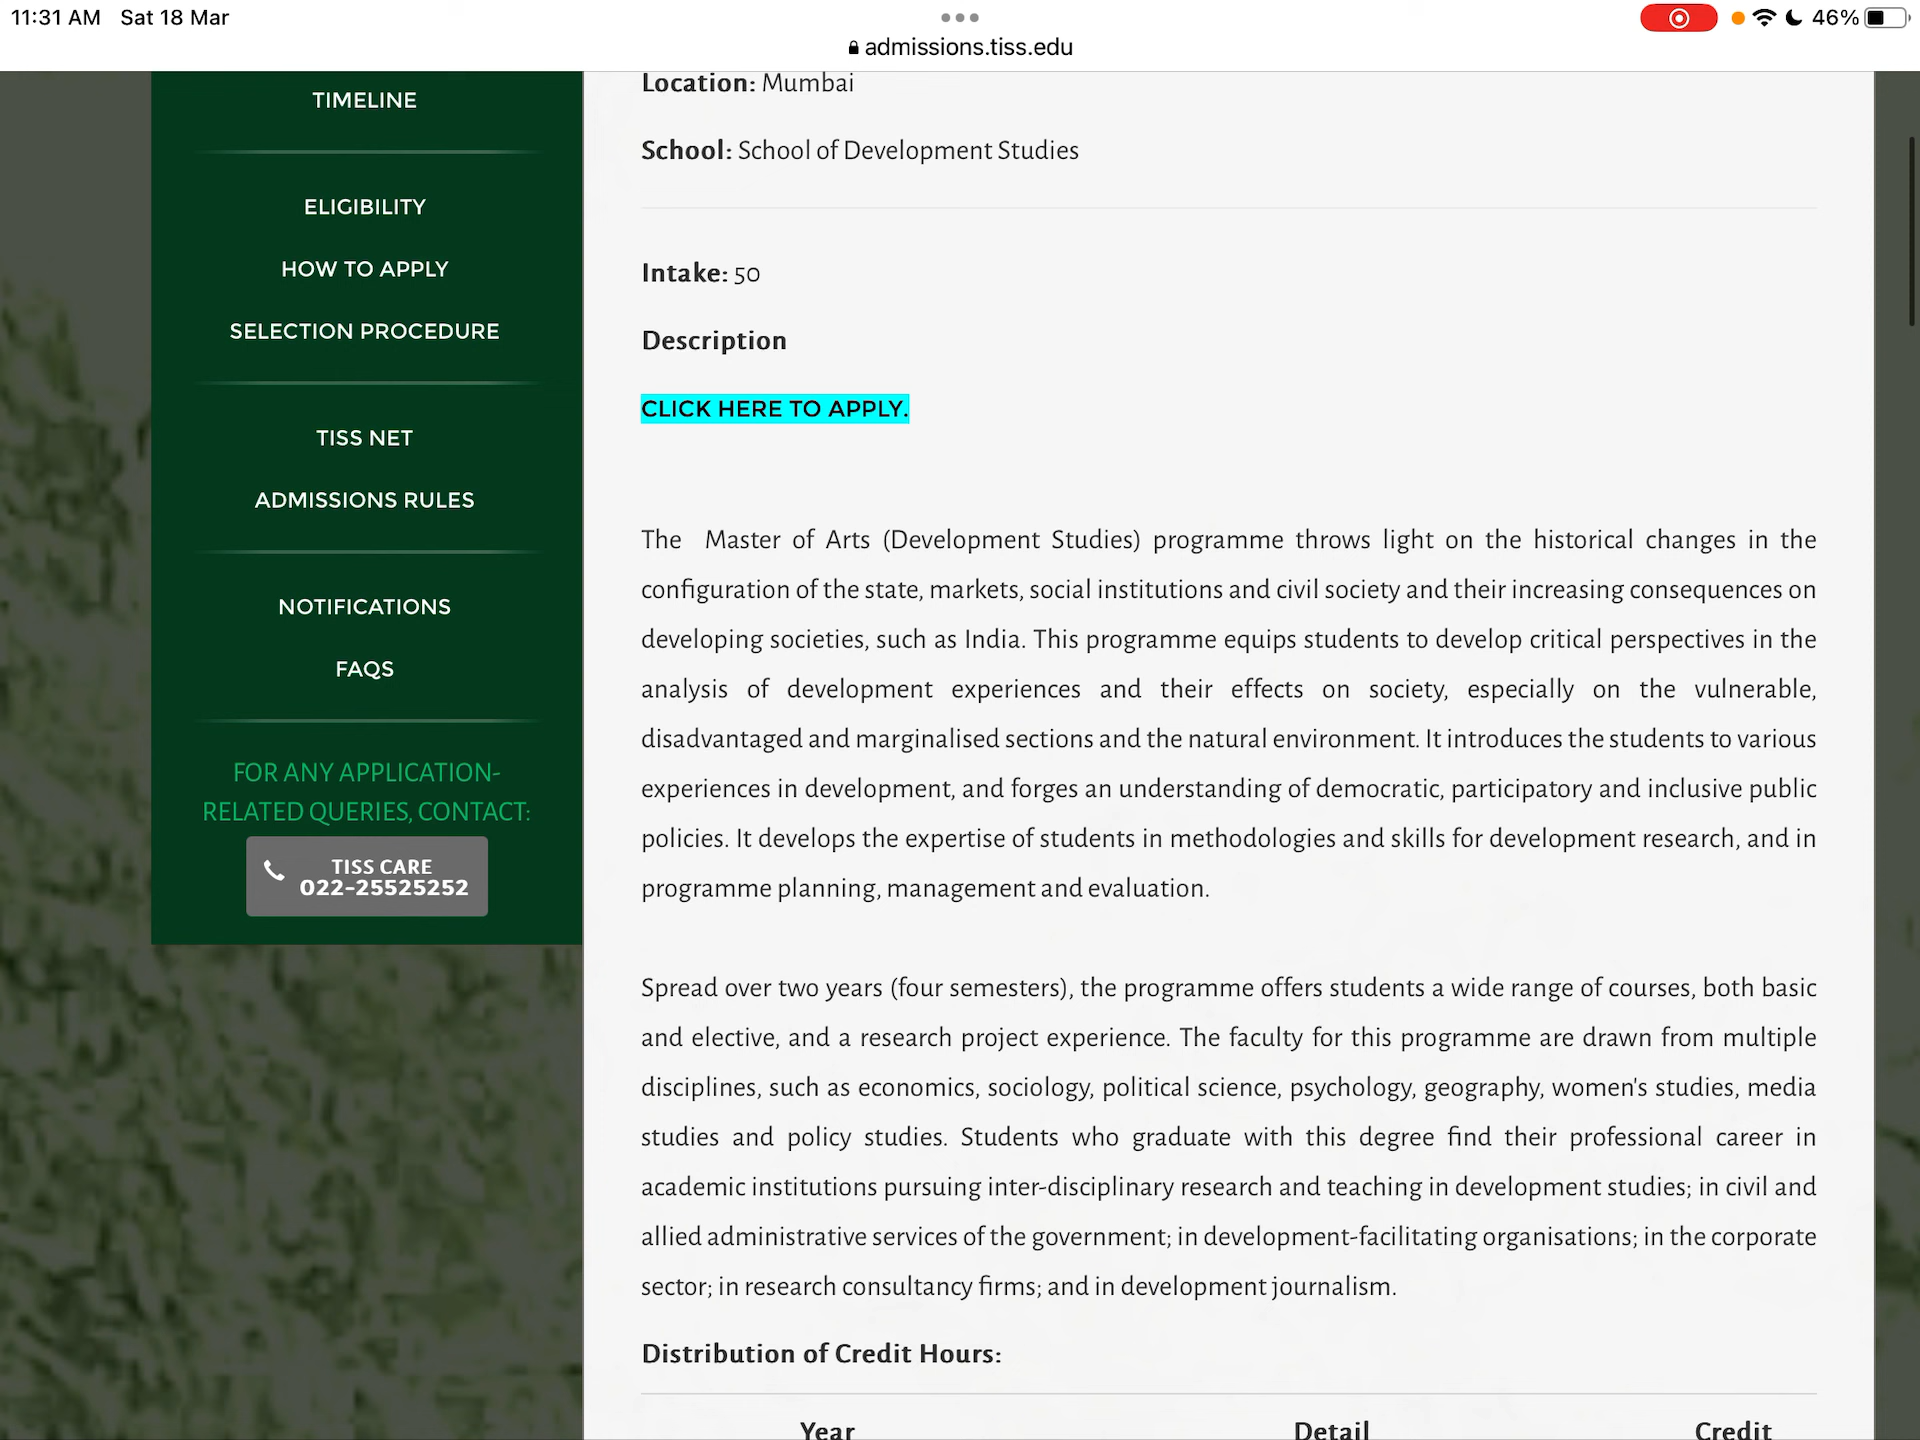 11:31 AM Sat 18 Mar
46%
admissions.tiss.edu
TIMELINE
ELIGIBILITY
HOW TO APPLY
SELECTION PROCEDURE
TISS NET
ADMISSIONS RULES
NOTIFICATIONS
FAQS
FOR ANY APPLICATION-
RELATED QUERIES, CONTACT:
TISS CARE
022-25525252
Location: Mumbai
School: School of Development Studies
Intake: 50
Description
CLICK HERE TO APPLY.
The Master of Arts (Development Studies) programme throws light on the historical changes in the
configuration of the state, markets, social institutions and civil society and their increasing consequences on
developing societies, such as India. This programme equips students to develop critical perspectives in the
analysis of development experiences and their effects on society, especially on the vulnerable,
disadvantaged and marginalised sections and the natural environment. It introduces the students to various
experiences in development, and forges an understanding of democratic, participatory and inclusive public
policies. It develops the expertise of students in methodologies and skills for development research, and in
programme planning, management and evaluation.
Spread over two years (four semesters), the programme offers students a wide range of courses, both basic
and elective, and a research project experience. The faculty for this programme are drawn from multiple
disciplines, such as economics, sociology, political science, psychology, geography, women's studies, media
studies and policy studies. Students who graduate with this degree find their professional career in
academic institutions pursuing inter-disciplinary research and teaching in development studies; in civil and
allied administrative services of the government; in development-facilitating organisations; in the corporate
sector; in research consultancy firms; and in development journalism.
Distribution of Credit Hours:
Year Detail Credit